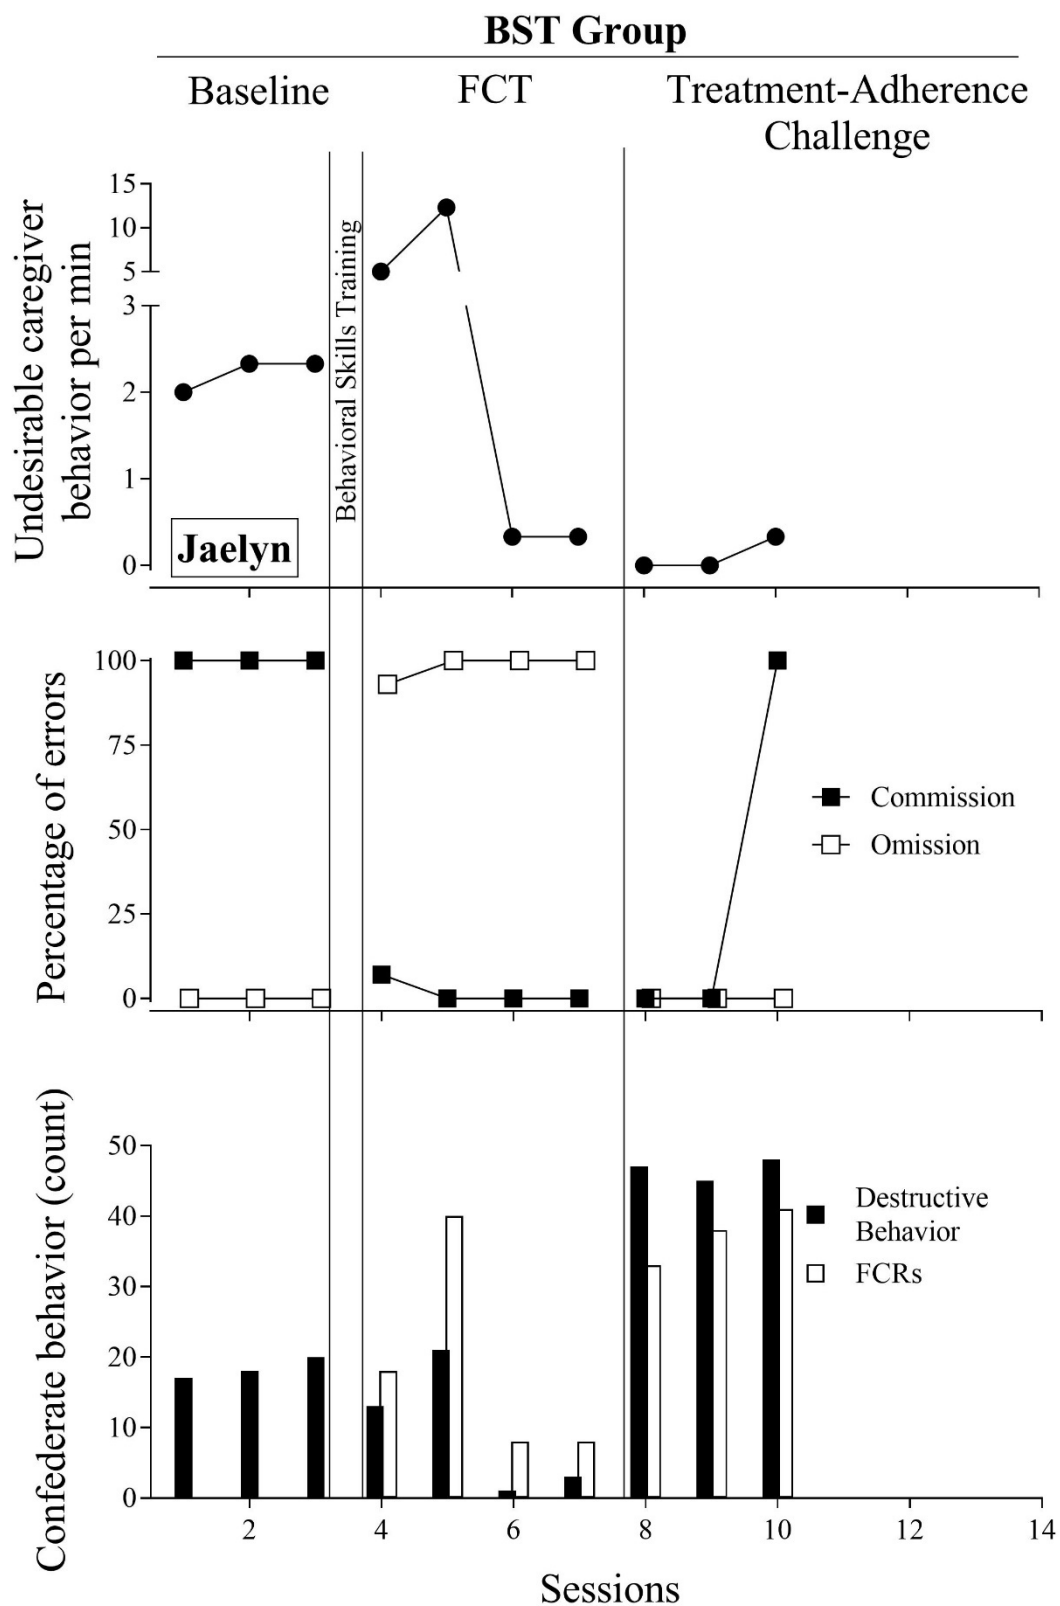 BST Group
Baseline
FCT
Treatment-Adherence
Challenge
Undesirable caregiver
behavior per min
15
10
5
3
2
1
0
Behavioral Skills Training
Jaelyn
Percentage of errors
100
75
50
25
0
Commission
Omission
Confederate behavior (count)
50
40
30
20
10
0
Destructive
Behavior
FCRs
2 4 6 8 10 12 14
Sessions